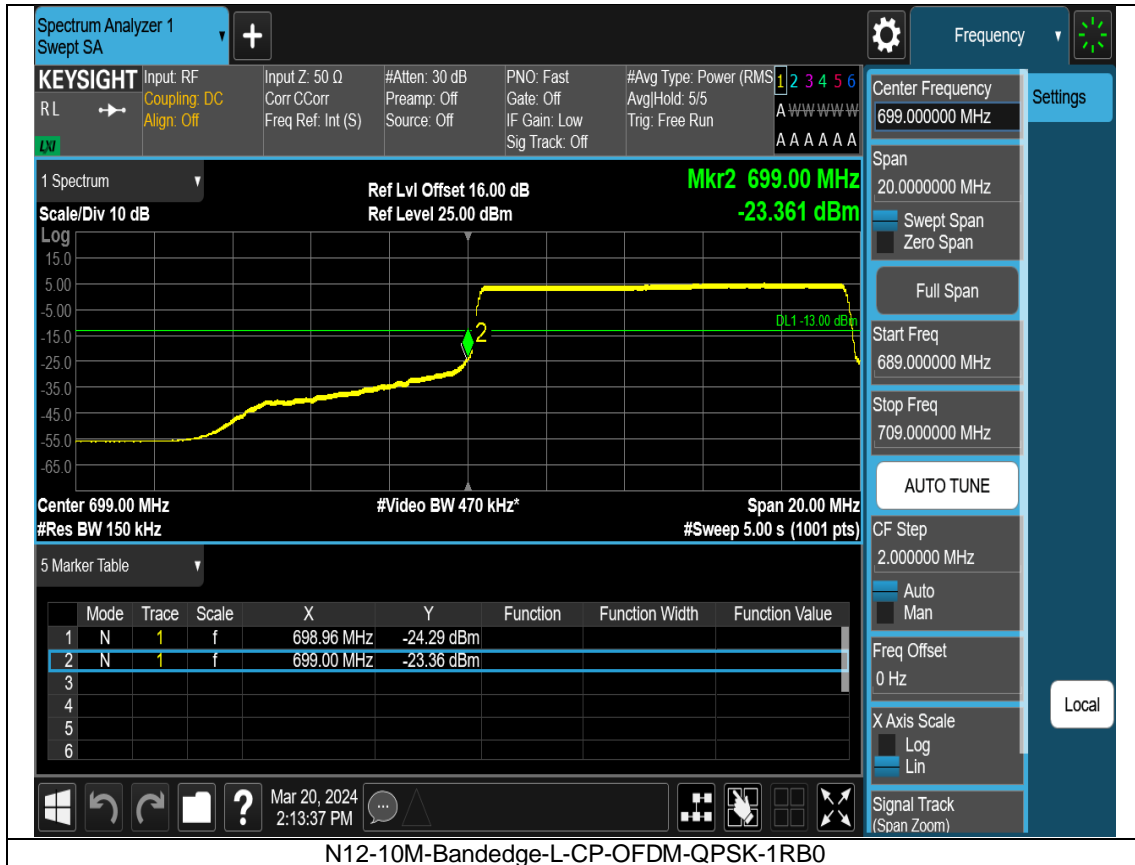 Spectrum Analyzer 1
Swept SA
+
Frequency
KEYSIGHT
Input: RF
Input Z: 50 Ω
#Atten: 30 dB
PNO: Fast
#Avg Type: Power (RMS
1 2 3 4 5 6
R L
Coupling: DC
Corr CCorr
Preamp: Off
Gate: Off
Avg|Hold: 5/5
A W W W W W
Align: Off
Freq Ref: Int (S)
Source: Off
IF Gain: Low
Trig: Free Run
LXI
Sig Track: Off
A A A A A A
1 Spectrum
Ref Lvl Offset 16.00 dB
Mkr2 699.00 MHz
Scale/Div 10 dB
Ref Level 25.00 dBm
-23.361 dBm
Log
15.0
5.00
-5.00
DL1 -13.00 dBm
-15.0
2
-25.0
-35.0
-45.0
-55.0
-65.0
Center 699.00 MHz
#Video BW 470 kHz*
Span 20.00 MHz
#Res BW 150 kHz
#Sweep 5.00 s (1001 pts)
5 Marker Table
Mode Trace Scale X Y Function Function Width Function Value
1 N 1 f 698.96 MHz -24.29 dBm
2 N 1 f 699.00 MHz -23.36 dBm
3
4
5
6
Center Frequency
699.000000 MHz
Settings
Span
20.0000000 MHz
Swept Span
Zero Span
Full Span
Start Freq
689.000000 MHz
Stop Freq
709.000000 MHz
AUTO TUNE
CF Step
2.000000 MHz
Auto
Man
Freq Offset
0 Hz
X Axis Scale
Log
Lin
Local
Signal Track
(Span Zoom)
?
Mar 20, 2024
2:13:37 PM
N12-10M-Bandedge-L-CP-OFDM-QPSK-1RB0